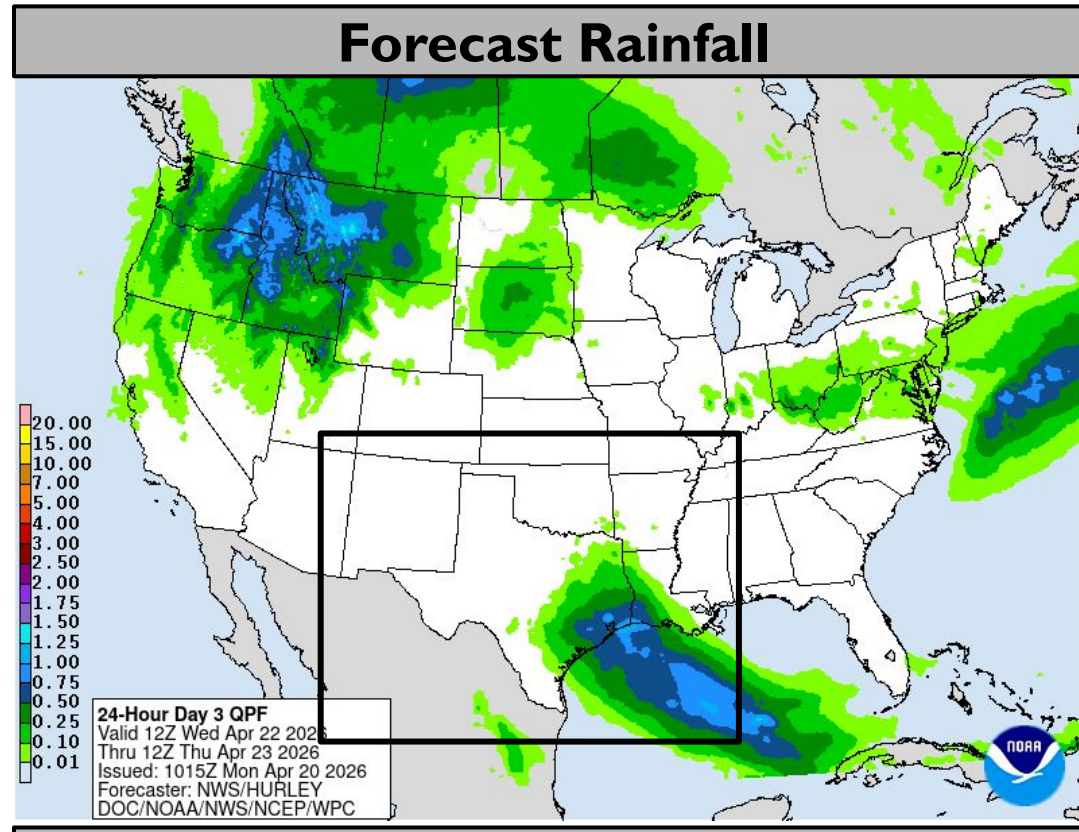 Forecast Rainfall
20.00
15.00
10.00
7.00
5.00
4.00
3.00
2.50
2.00
1.75
1.50
1.25
1.00
0.75
0.50
0.25
0.10
0.01
24-Hour Day 3 QPF
Valid 12Z Wed Apr 22 2026
Thru 12Z Thu Apr 23 2026
Issued: 1015Z Mon Apr 20 2026
Forecaster: NWS/HURLEY
DOC/NOAA/NWS/NCEP/WPC
NOAA